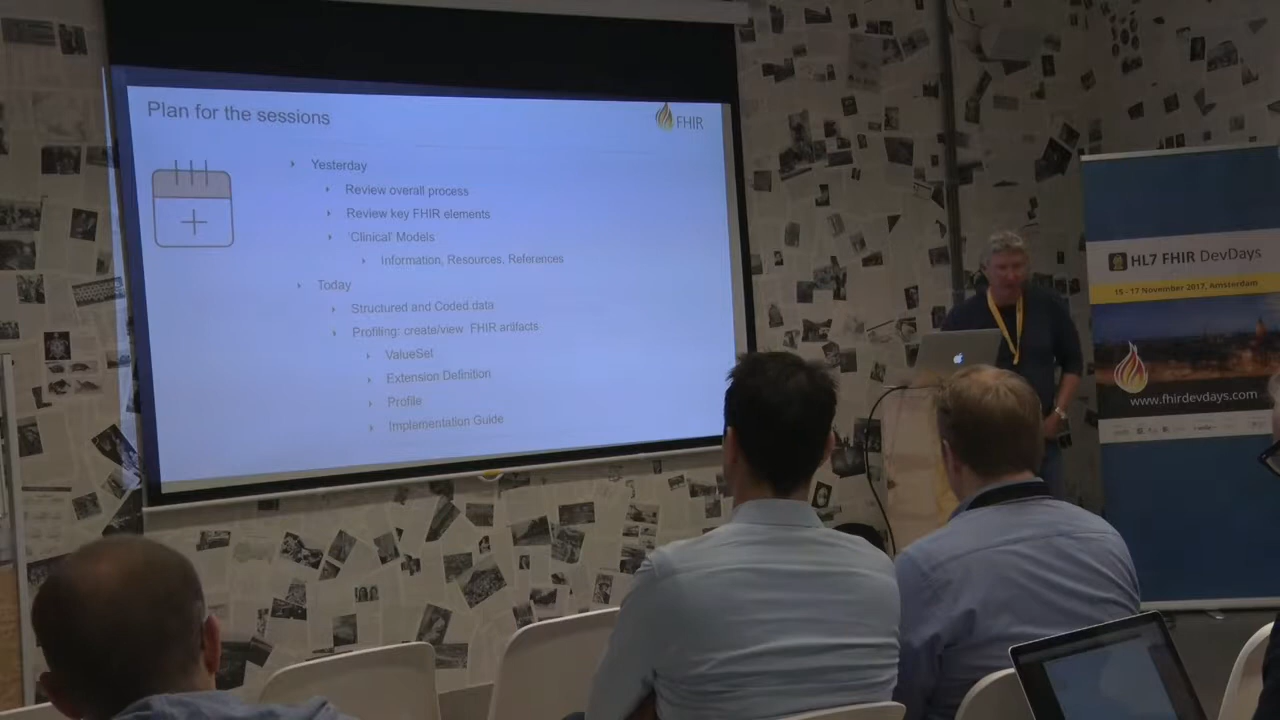 Plan for the sessions
FHIR
Yesterday
Review overall process
Review key FHIR elements
'Clinical' Models
Information, Resources, References
Today
Structured and Coded data
Profiling: create/view FHIR artifacts
ValueSet
Extension Definition
Profile
Implementation Guide
HL7 FHIR DevDays
15 - 17 November 2017, Amsterdam
www.fhirdevdays.com